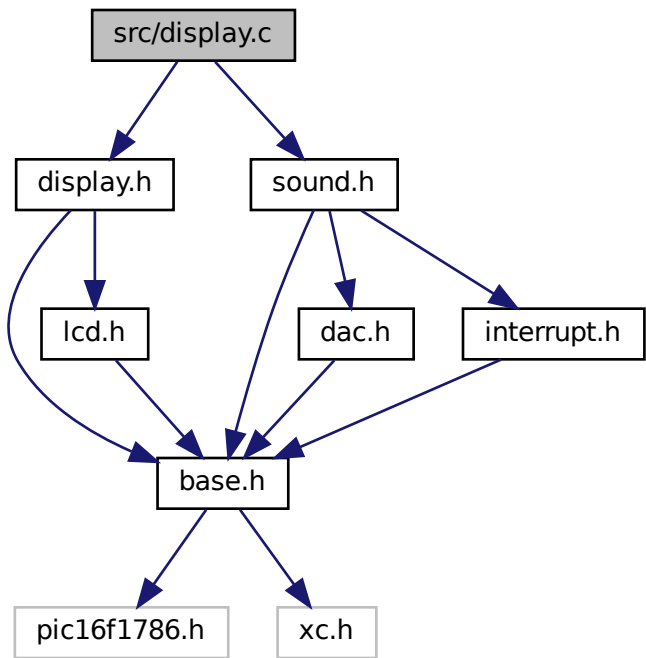 src/display.c
display.h
sound.h
lcd.h
dac.h
interrupt.h
base.h
pic16f1786.h
xc.h